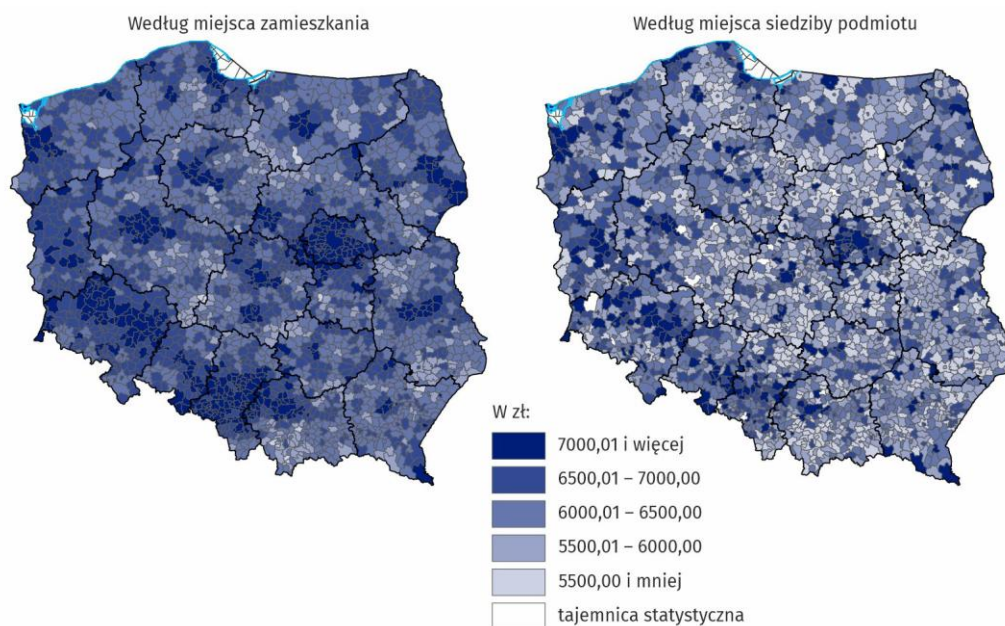 Według miejsca zamieszkania
Według miejsca siedziby podmiotu
W zł:
7000,01 i więcej
6500,01 – 7000,00
6000,01 – 6500,00
5500,01 – 6000,00
5500,00 i mniej
tajemnica statystyczna